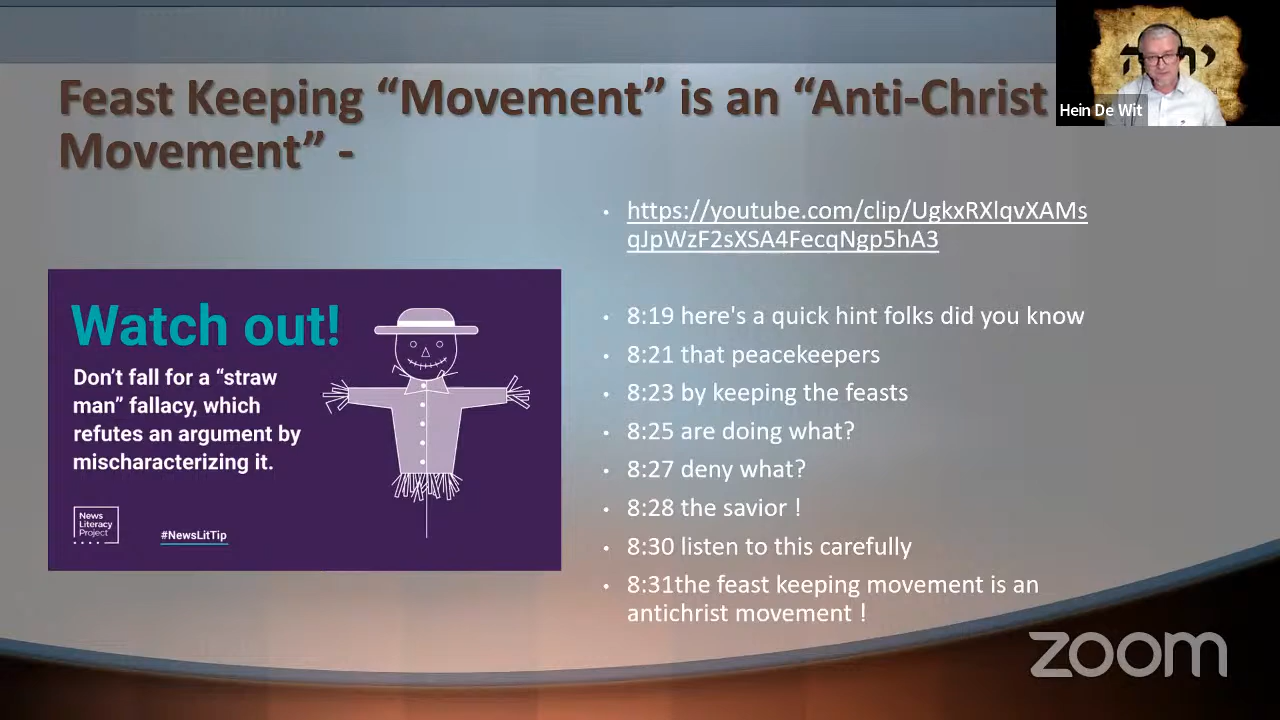 Feast Keeping “Movement” is an “Anti-Christ
Movement” -
Hein De Wit
• https://youtube.com/clip/UgkxRXlqvXAMs
qJpWzF2sXSA4FecqNgp5hA3
Watch out!
Don’t fall for a “straw
man” fallacy, which
refutes an argument by
mischaracterizing it.
News
Literacy
Project
#NewsLitTip
• 8:19 here's a quick hint folks did you know
• 8:21 that peacekeepers
• 8:23 by keeping the feasts
• 8:25 are doing what?
• 8:27 deny what?
• 8:28 the savior !
• 8:30 listen to this carefully
• 8:31the feast keeping movement is an
antichrist movement !
zoom